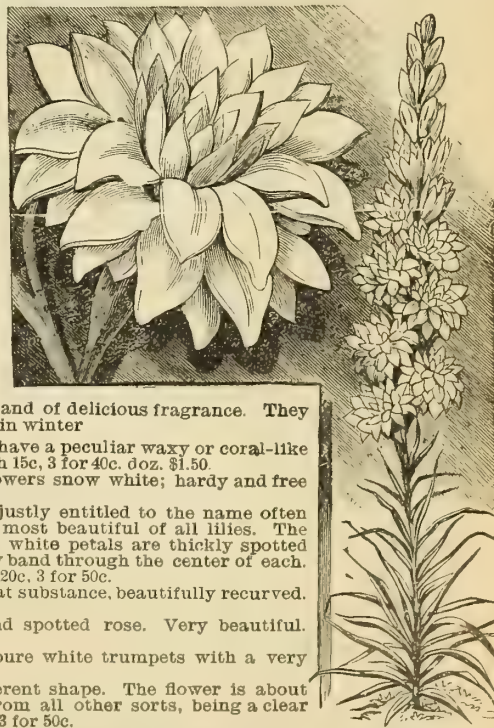 and of delicious fragrance. They
in winter
have a peculiar waxy or coral-like
15c, 3 for 40c. doz. $1.50.
owers snow white; hardy and free
justly entitled to the name often
most beautiful of all lilies. The
white petals are thickly spotted
band through the center of each.
20c, 3 for 50c.
at substance, beautifully recurved.
d spotted rose. Very beautiful.
pure white trumpets with a very
erent shape. The flower is about
rom all other sorts, being a clear
3 for 50c.